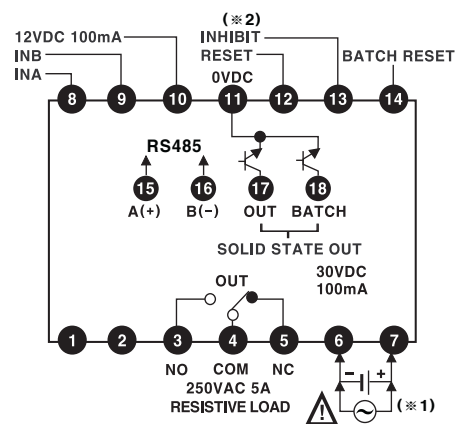 (※2)
12VDC 100mA INHIBIT
INB RESET BATCH RESET
INA 0VDC
8 9 10 11 12 13 14
RS485
15 16 17 18
A(+) B(-) OUT BATCH
SOLID STATE OUT
30VDC
100mA
OUT
1 2 3 4 5 6 7
NO COM NC - +
250VAC 5A (※1)
RESISTIVE LOAD !